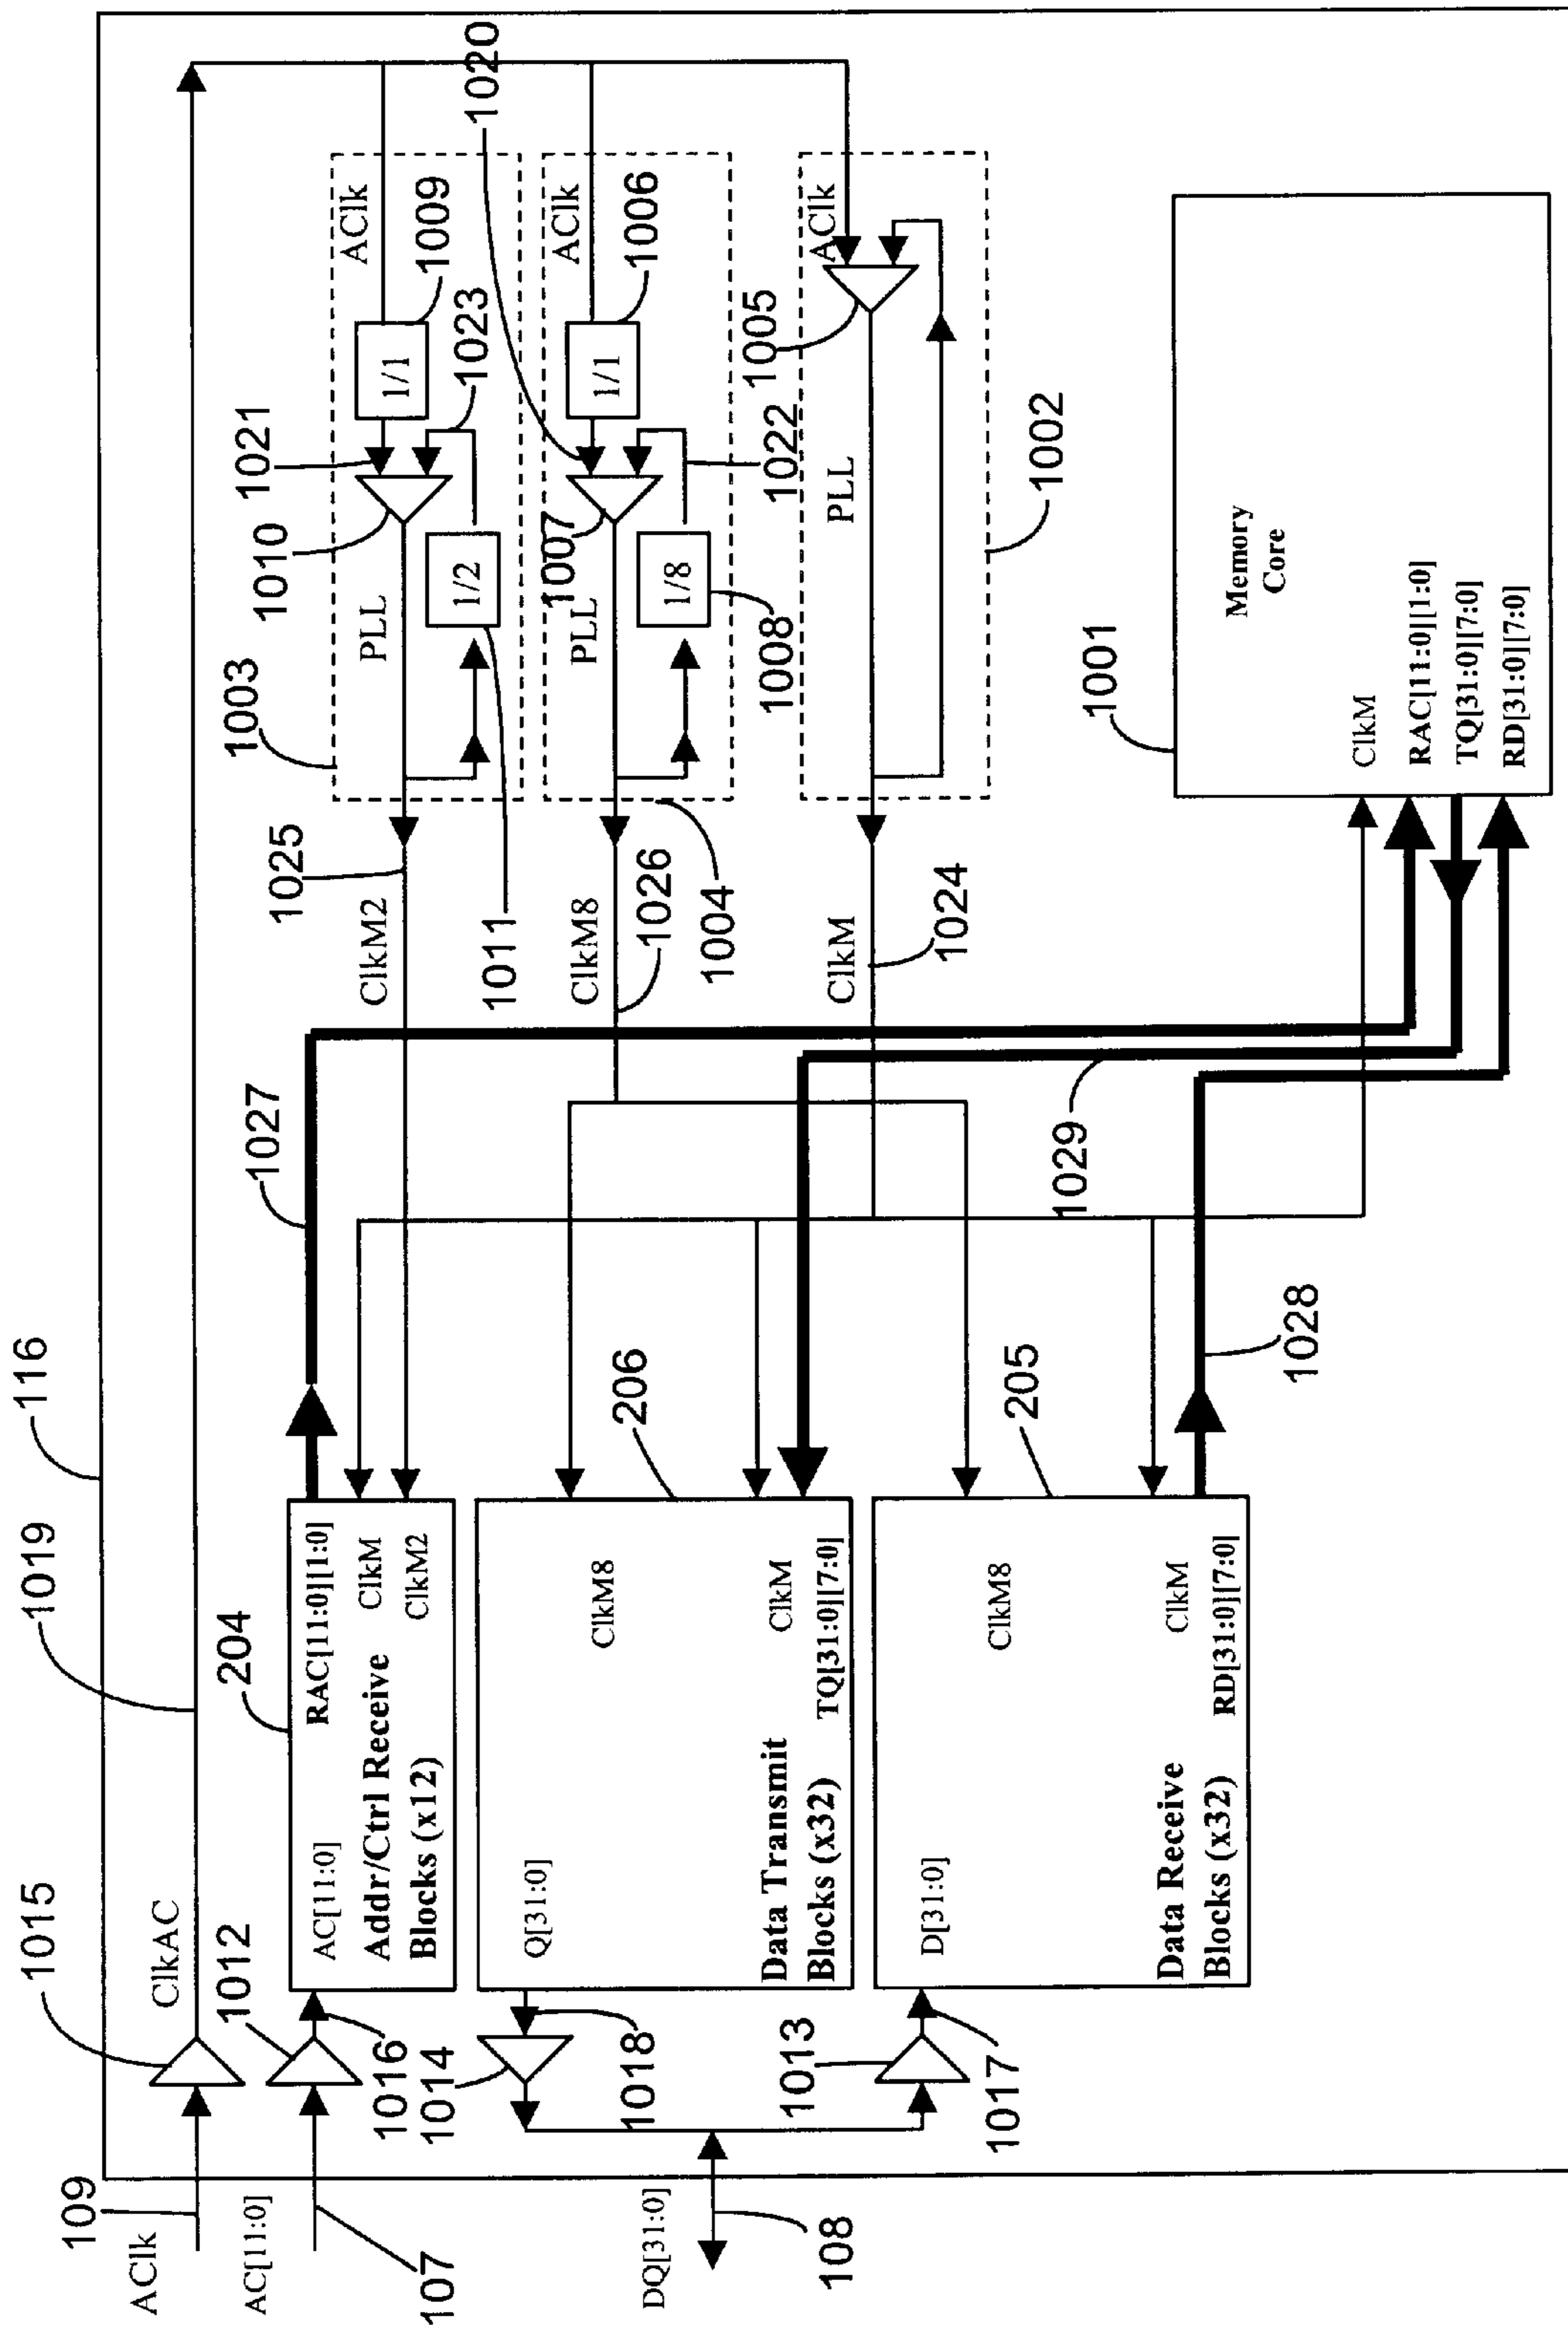 116
1019
1015
ClkAC
109
AClk
1012
AC[11:0]
107
1016
204
AC[11:0]
RAC[11:0][1:0]
Addr/Ctrl Receive
Blocks (x12)
ClkM
ClkM2
1027
1025
ClkM2
1003
PLL
1010
1021
1/1
AClk
1009
1023
1/2
1011
1020
1014
1018
Q[31:0]
ClkM8
206
Data Transmit
Blocks (x32)
ClkM
TQ[31:0][7:0]
ClkM8
1026
1004
PLL
1007
1/1
AClk
1006
1022
1/8
1008
DQ[31:0]
108
1013
1017
D[31:0]
ClkM8
205
Data Receive
Blocks (x32)
ClkM
RD[31:0][7:0]
1028
1029
ClkM
1024
PLL
1005
AClk
1002
1001
Memory
Core
ClkM
RAC[11:0][1:0]
TQ[31:0][7:0]
RD[31:0][7:0]